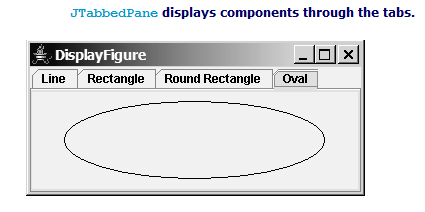 JTabbedPane displays components through the tabs.
DisplayFigure
Line Rectangle Round Rectangle Oval